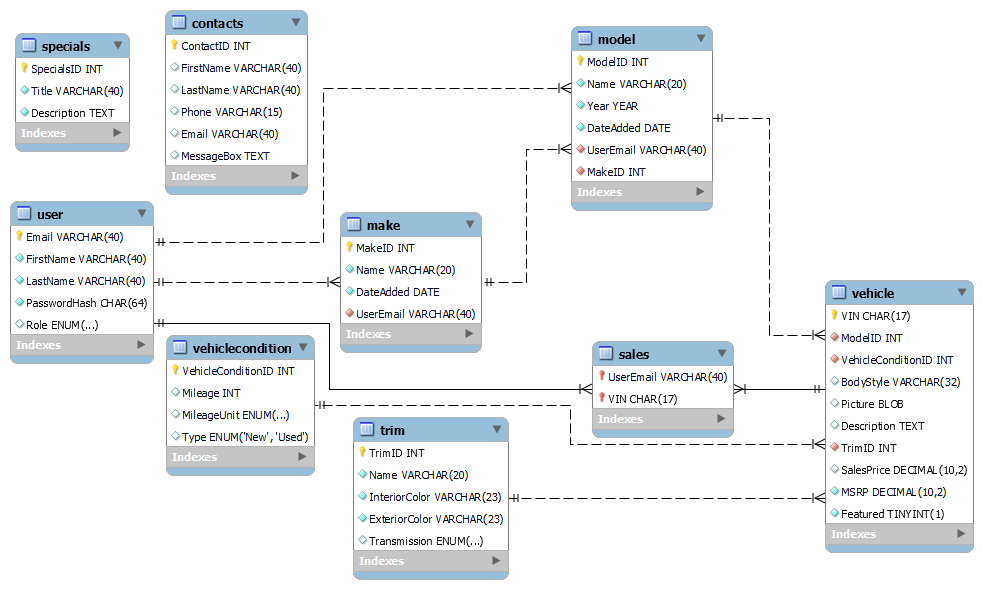 specials
SpecialsID INT
Title VARCHAR(40)
Description TEXT
Indexes
contacts
ContactID INT
FirstName VARCHAR(40)
LastName VARCHAR(40)
Phone VARCHAR(15)
Email VARCHAR(40)
MessageBox TEXT
Indexes
model
ModelID INT
Name VARCHAR(20)
Year YEAR
DateAdded DATE
UserEmail VARCHAR(40)
MakeID INT
Indexes
user
Email VARCHAR(40)
FirstName VARCHAR(40)
LastName VARCHAR(40)
PasswordHash CHAR(64)
Role ENUM(...)
Indexes
make
MakeID INT
Name VARCHAR(20)
DateAdded DATE
UserEmail VARCHAR(40)
Indexes
vehicle
VIN CHAR(17)
ModelID INT
VehicleConditionID INT
BodyStyle VARCHAR(32)
Picture BLOB
Description TEXT
TrimID INT
SalesPrice DECIMAL(10,2)
MSRP DECIMAL(10,2)
Featured TINYINT(1)
Indexes
vehiclecondition
VehicleConditionID INT
Mileage INT
MileageUnit ENUM(...)
Type ENUM('New', 'Used')
Indexes
sales
UserEmail VARCHAR(40)
VIN CHAR(17)
Indexes
trim
TrimID INT
Name VARCHAR(20)
InteriorColor VARCHAR(23)
ExteriorColor VARCHAR(23)
Transmission ENUM(...)
Indexes